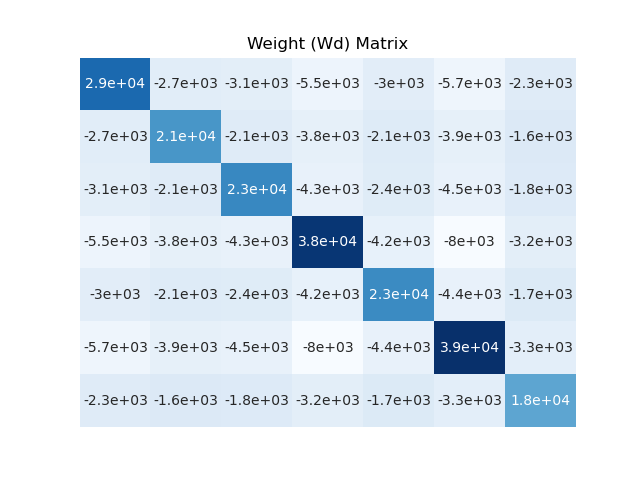 Weight (Wd) Matrix
2.9e+04 -2.7e+03 -3.1e+03 -5.5e+03 -3e+03 -5.7e+03 -2.3e+03
-2.7e+03 2.1e+04 -2.1e+03 -3.8e+03 -2.1e+03 -3.9e+03 -1.6e+03
-3.1e+03 -2.1e+03 2.3e+04 -4.3e+03 -2.4e+03 -4.5e+03 -1.8e+03
-5.5e+03 -3.8e+03 -4.3e+03 3.8e+04 -4.2e+03 -8e+03 -3.2e+03
-3e+03 -2.1e+03 -2.4e+03 -4.2e+03 2.3e+04 -4.4e+03 -1.7e+03
-5.7e+03 -3.9e+03 -4.5e+03 -8e+03 -4.4e+03 3.9e+04 -3.3e+03
-2.3e+03 -1.6e+03 -1.8e+03 -3.2e+03 -1.7e+03 -3.3e+03 1.8e+04